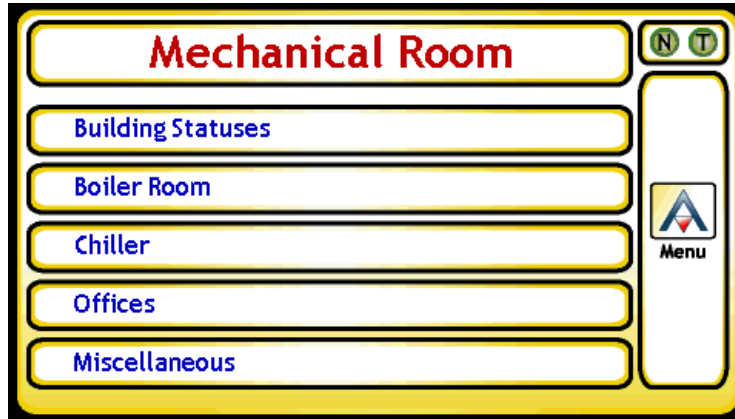 Mechanical Room
N T
Building Statuses
Boiler Room
Chiller
Offices
Miscellaneous
Menu